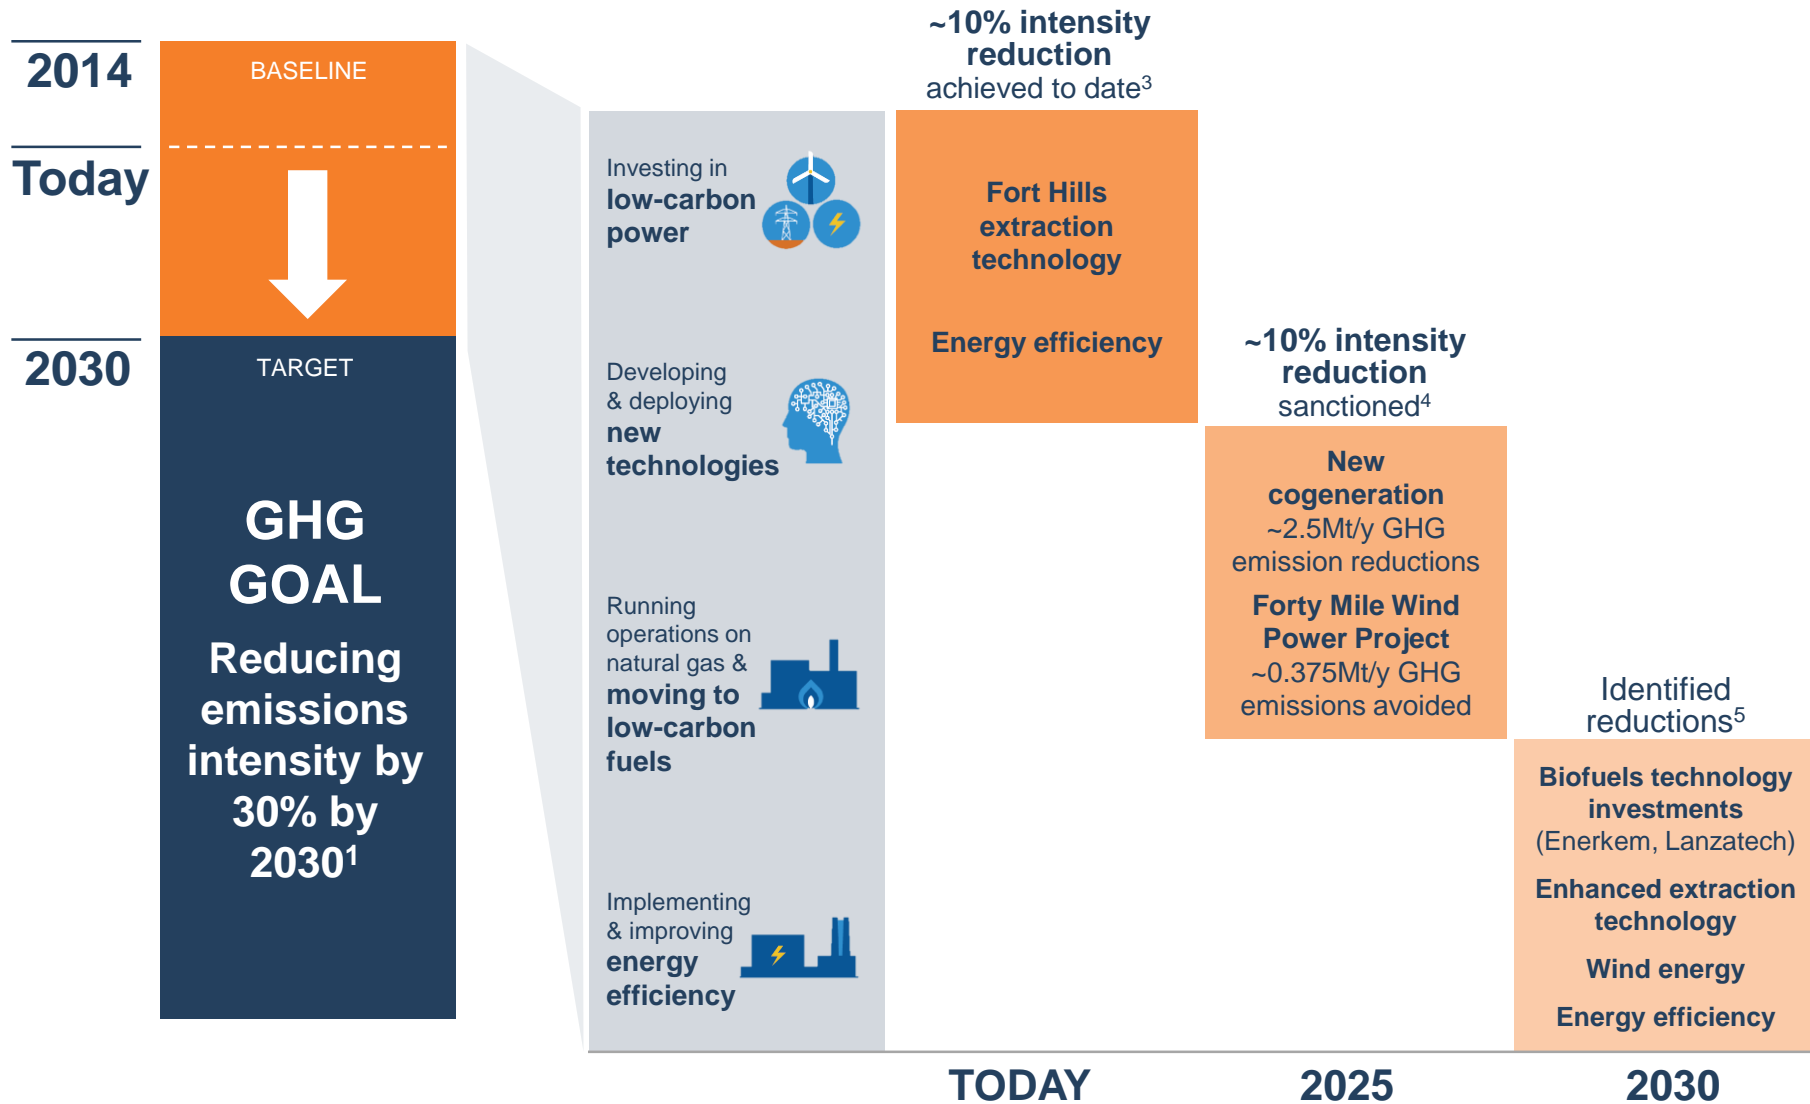 2014
BASELINE
Today
2030
TARGET
GHG
GOAL
Reducing
emissions
intensity by
30% by
2030¹
Investing in
low-carbon
power
Developing
& deploying
new
technologies
Running
operations on
natural gas &
moving to
low-carbon
fuels
Implementing
& improving
energy
efficiency
~10% intensity
reduction
achieved to date³
Fort Hills
extraction
technology
Energy efficiency
~10% intensity
reduction
sanctioned⁴
New
cogeneration
~2.5Mt/y GHG
emission reductions
Forty Mile Wind
Power Project
~0.375Mt/y GHG
emissions avoided
Identified
reductions⁵
Biofuels technology
investments
(Enerkem, Lanzatech)
Enhanced extraction
technology
Wind energy
Energy efficiency
TODAY
2025
2030